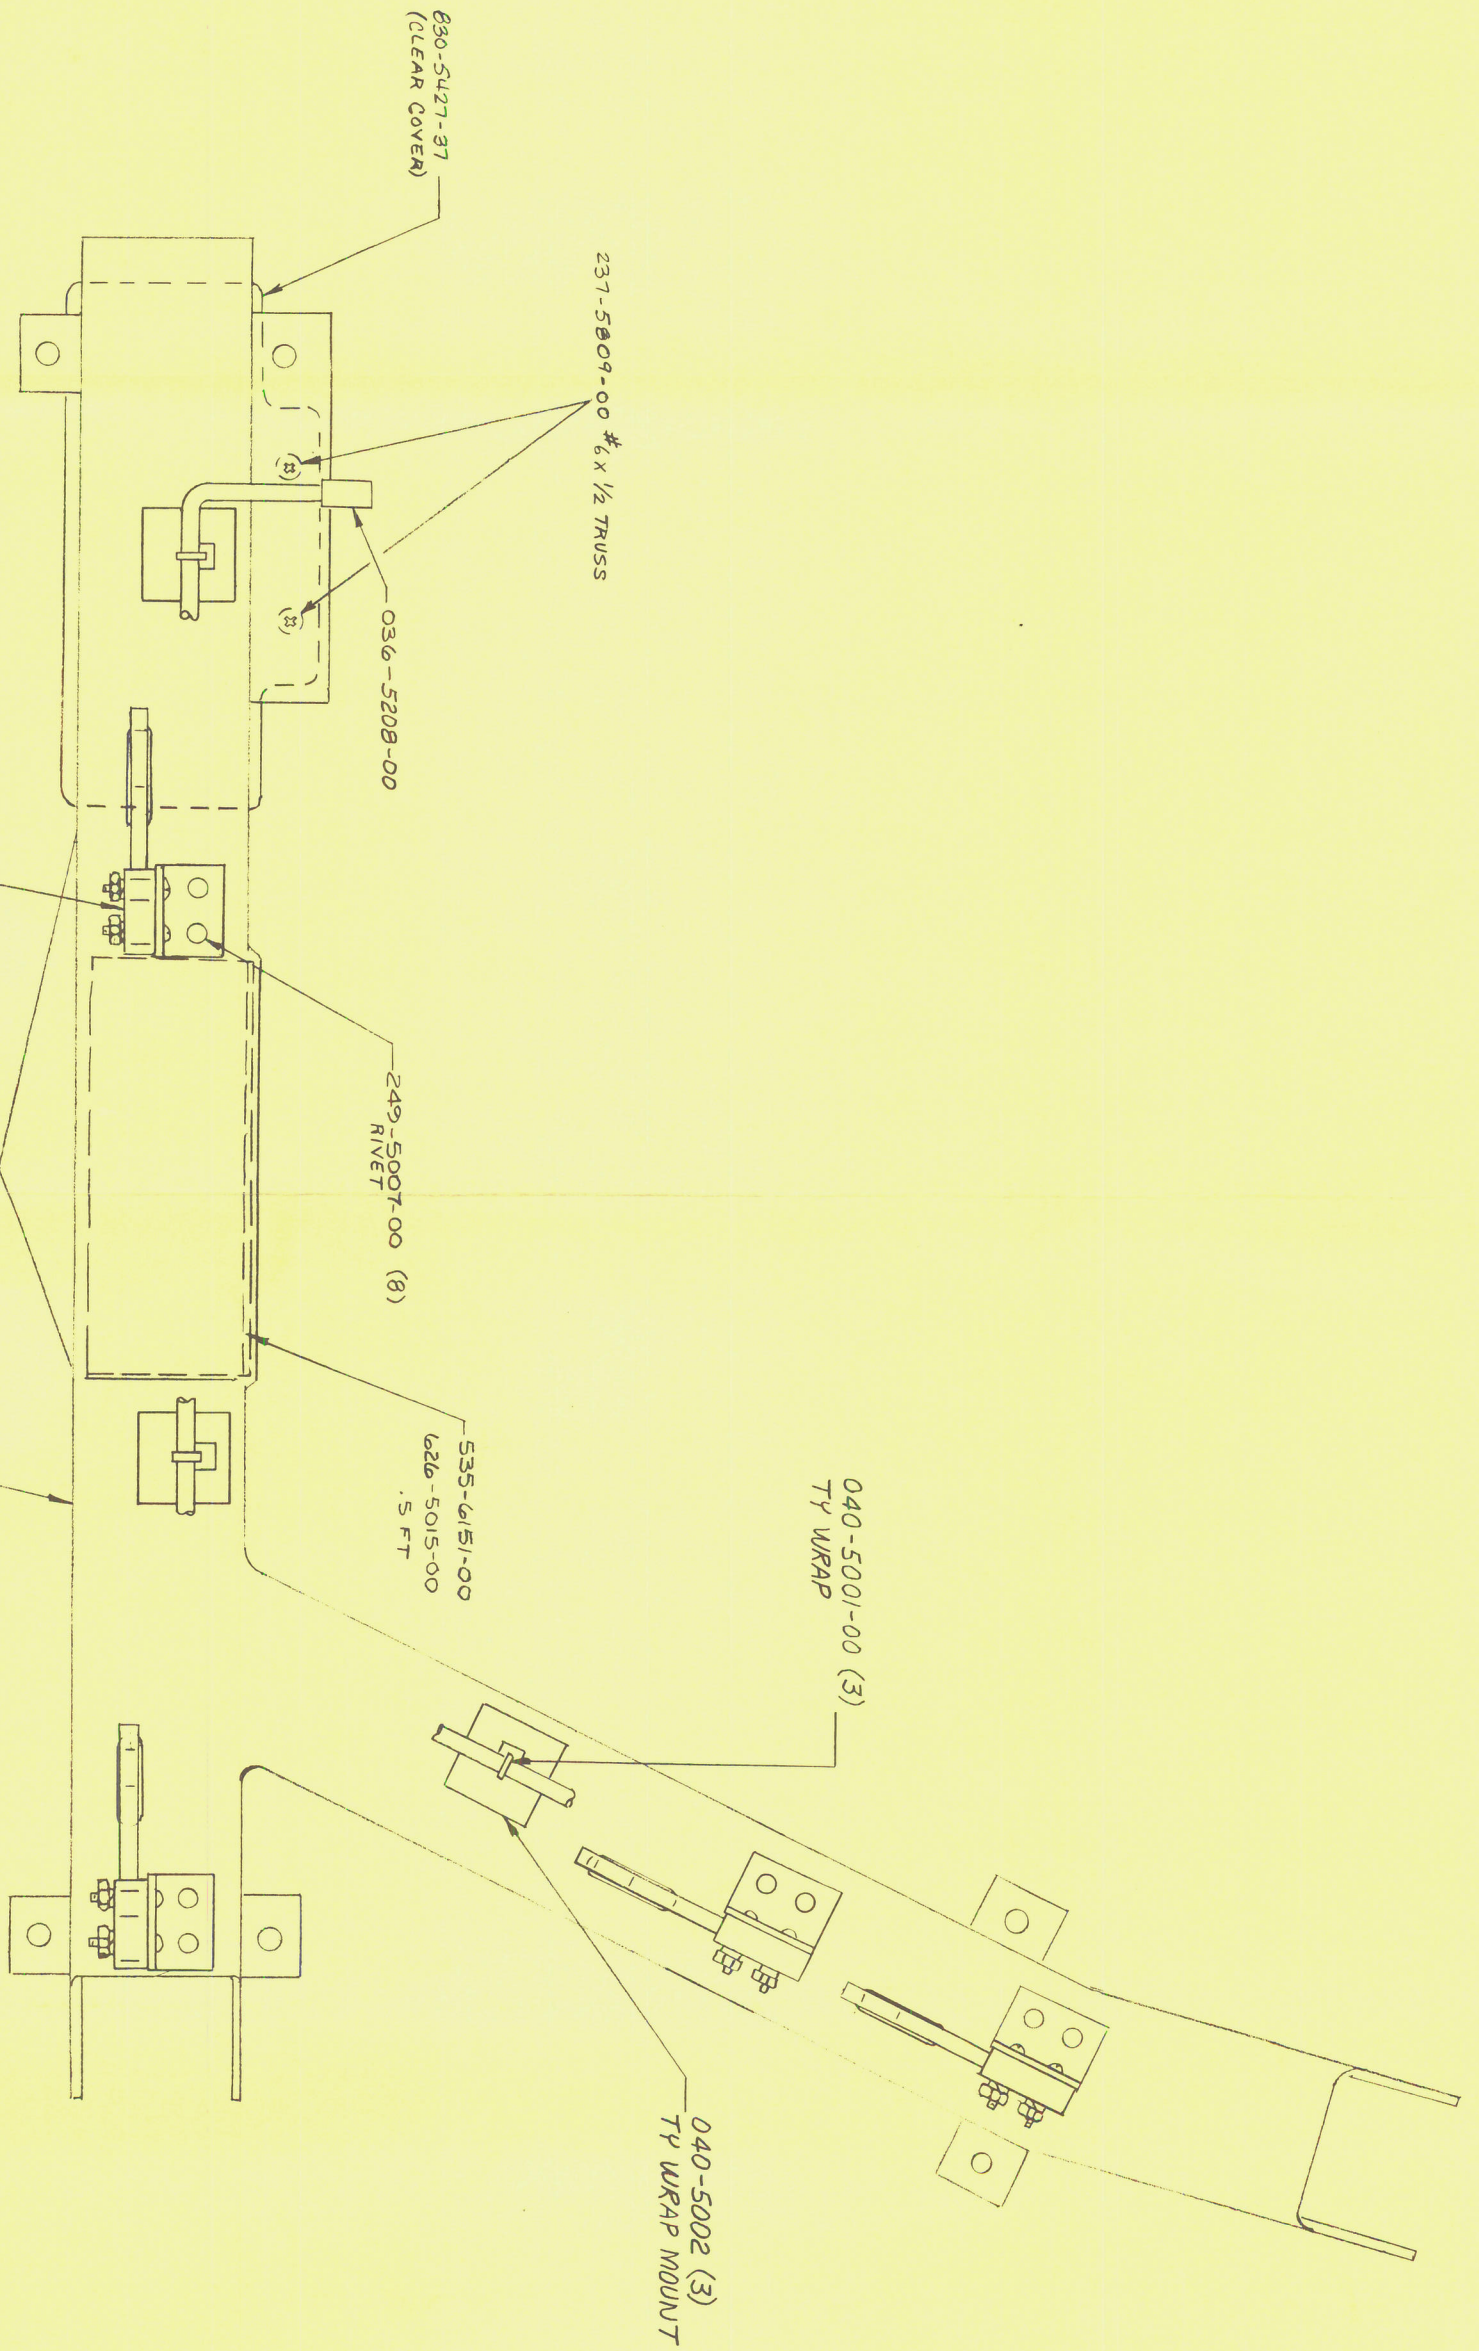 830-5427-37
(CLEAR COVER)
237-5809-00 #6 x 1/2 TRUSS
036-5208-00
249-5007-00 (8)
RIVET
535-6151-00
626-5015-00
.5 FT
040-5001-00 (3)
TY WRAP
040-5002 (3)
TY WRAP MOUNT